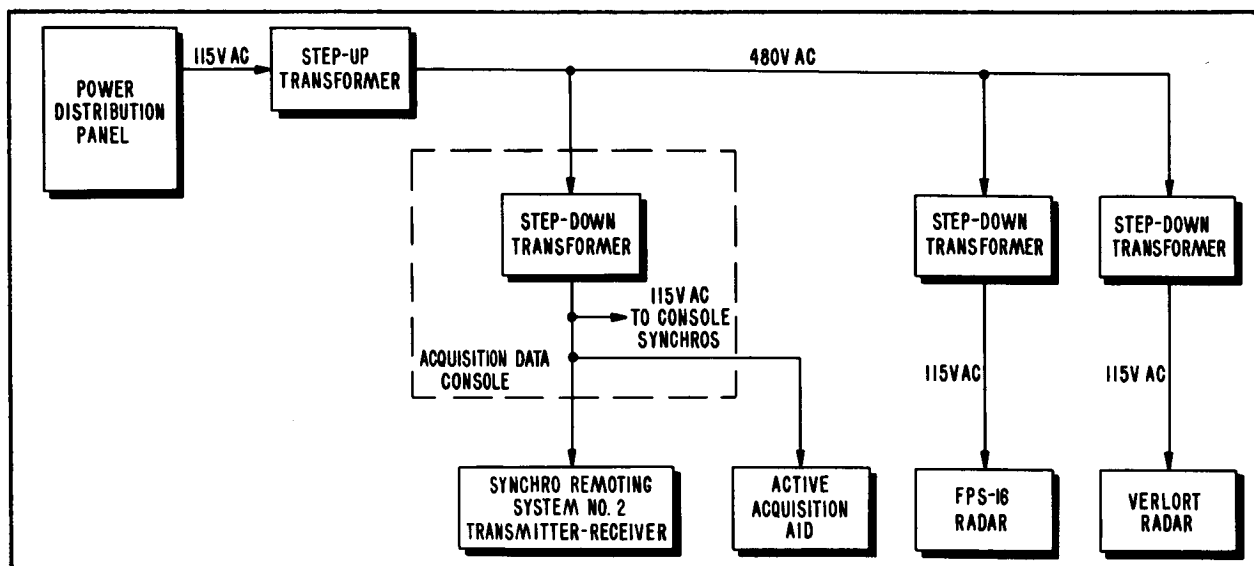 POWER
DISTRIBUTION
PANEL
115V AC
STEP-UP
TRANSFORMER
480V AC
STEP-DOWN
TRANSFORMER
115V AC
TO CONSOLE
SYNCHROS
ACQUISITION DATA
CONSOLE
STEP-DOWN
TRANSFORMER
STEP-DOWN
TRANSFORMER
115V AC
115V AC
SYNCHRO REMOTING
SYSTEM NO. 2
TRANSMITTER-RECEIVER
ACTIVE
ACQUISITION
AID
FPS-16
RADAR
VERLORT
RADAR